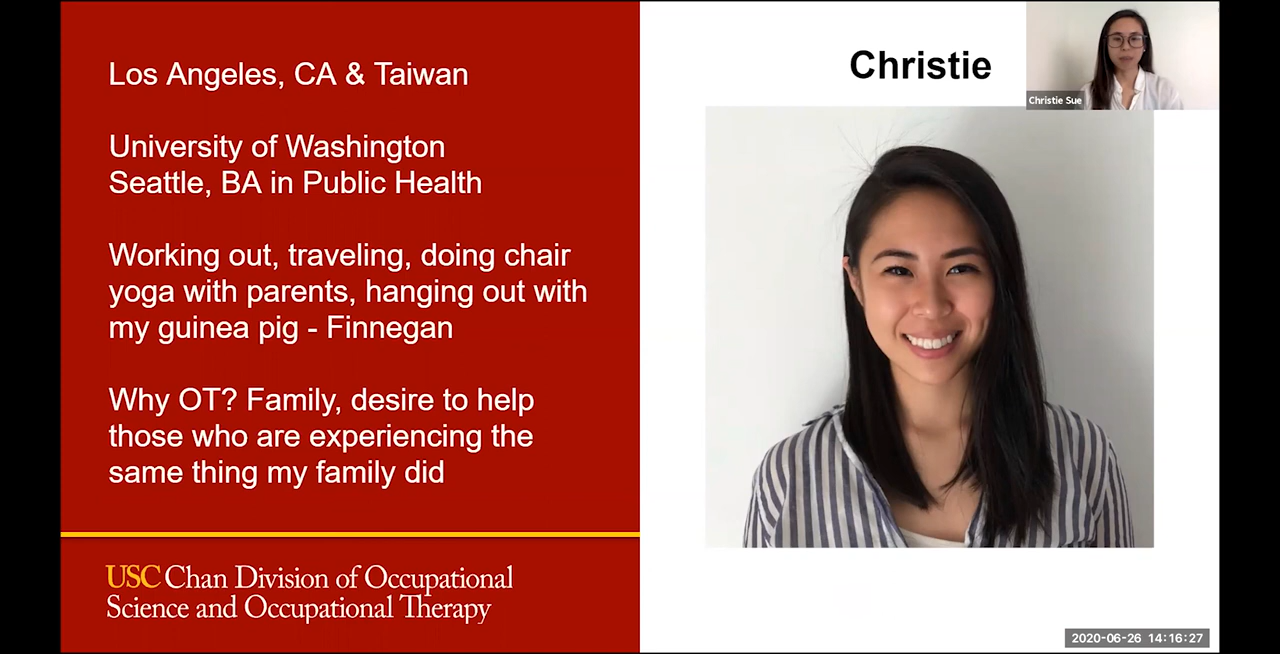 Los Angeles, CA & Taiwan
University of Washington
Seattle, BA in Public Health
Working out, traveling, doing chair
yoga with parents, hanging out with
my guinea pig - Finnegan
Why OT? Family, desire to help
those who are experiencing the
same thing my family did
USC Chan Division of Occupational
Science and Occupational Therapy
Christie
Christie Sue
2020-06-26 14:16:27